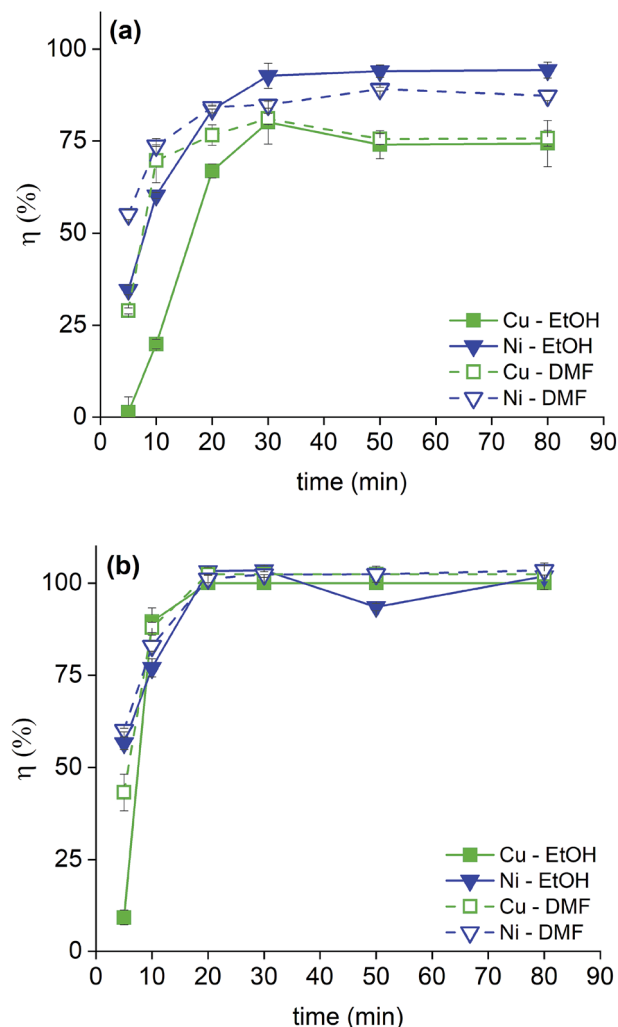 (a)
100
75
50
25
0
η (%)
Cu - EtOH
Ni - EtOH
Cu - DMF
Ni - DMF
0 10 20 30 40 50 60 70 80 90
time (min)
(b)
100
75
50
25
0
η (%)
Cu - EtOH
Ni - EtOH
Cu - DMF
Ni - DMF
0 10 20 30 40 50 60 70 80 90
time (min)